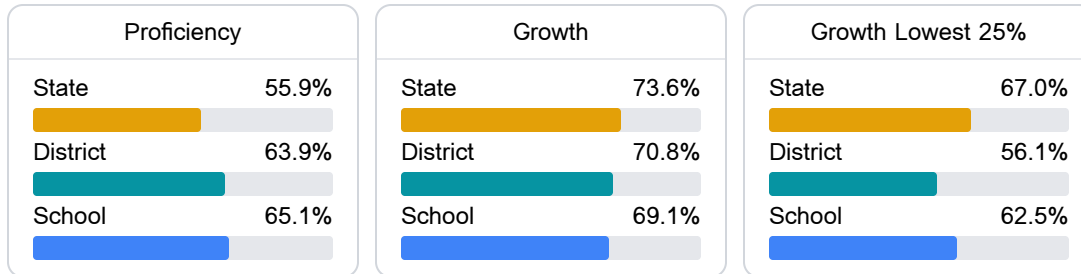 Proficiency
State 55.9%
District 63.9%
School 65.1%
Growth
State 73.6%
District 70.8%
School 69.1%
Growth Lowest 25%
State 67.0%
District 56.1%
School 62.5%